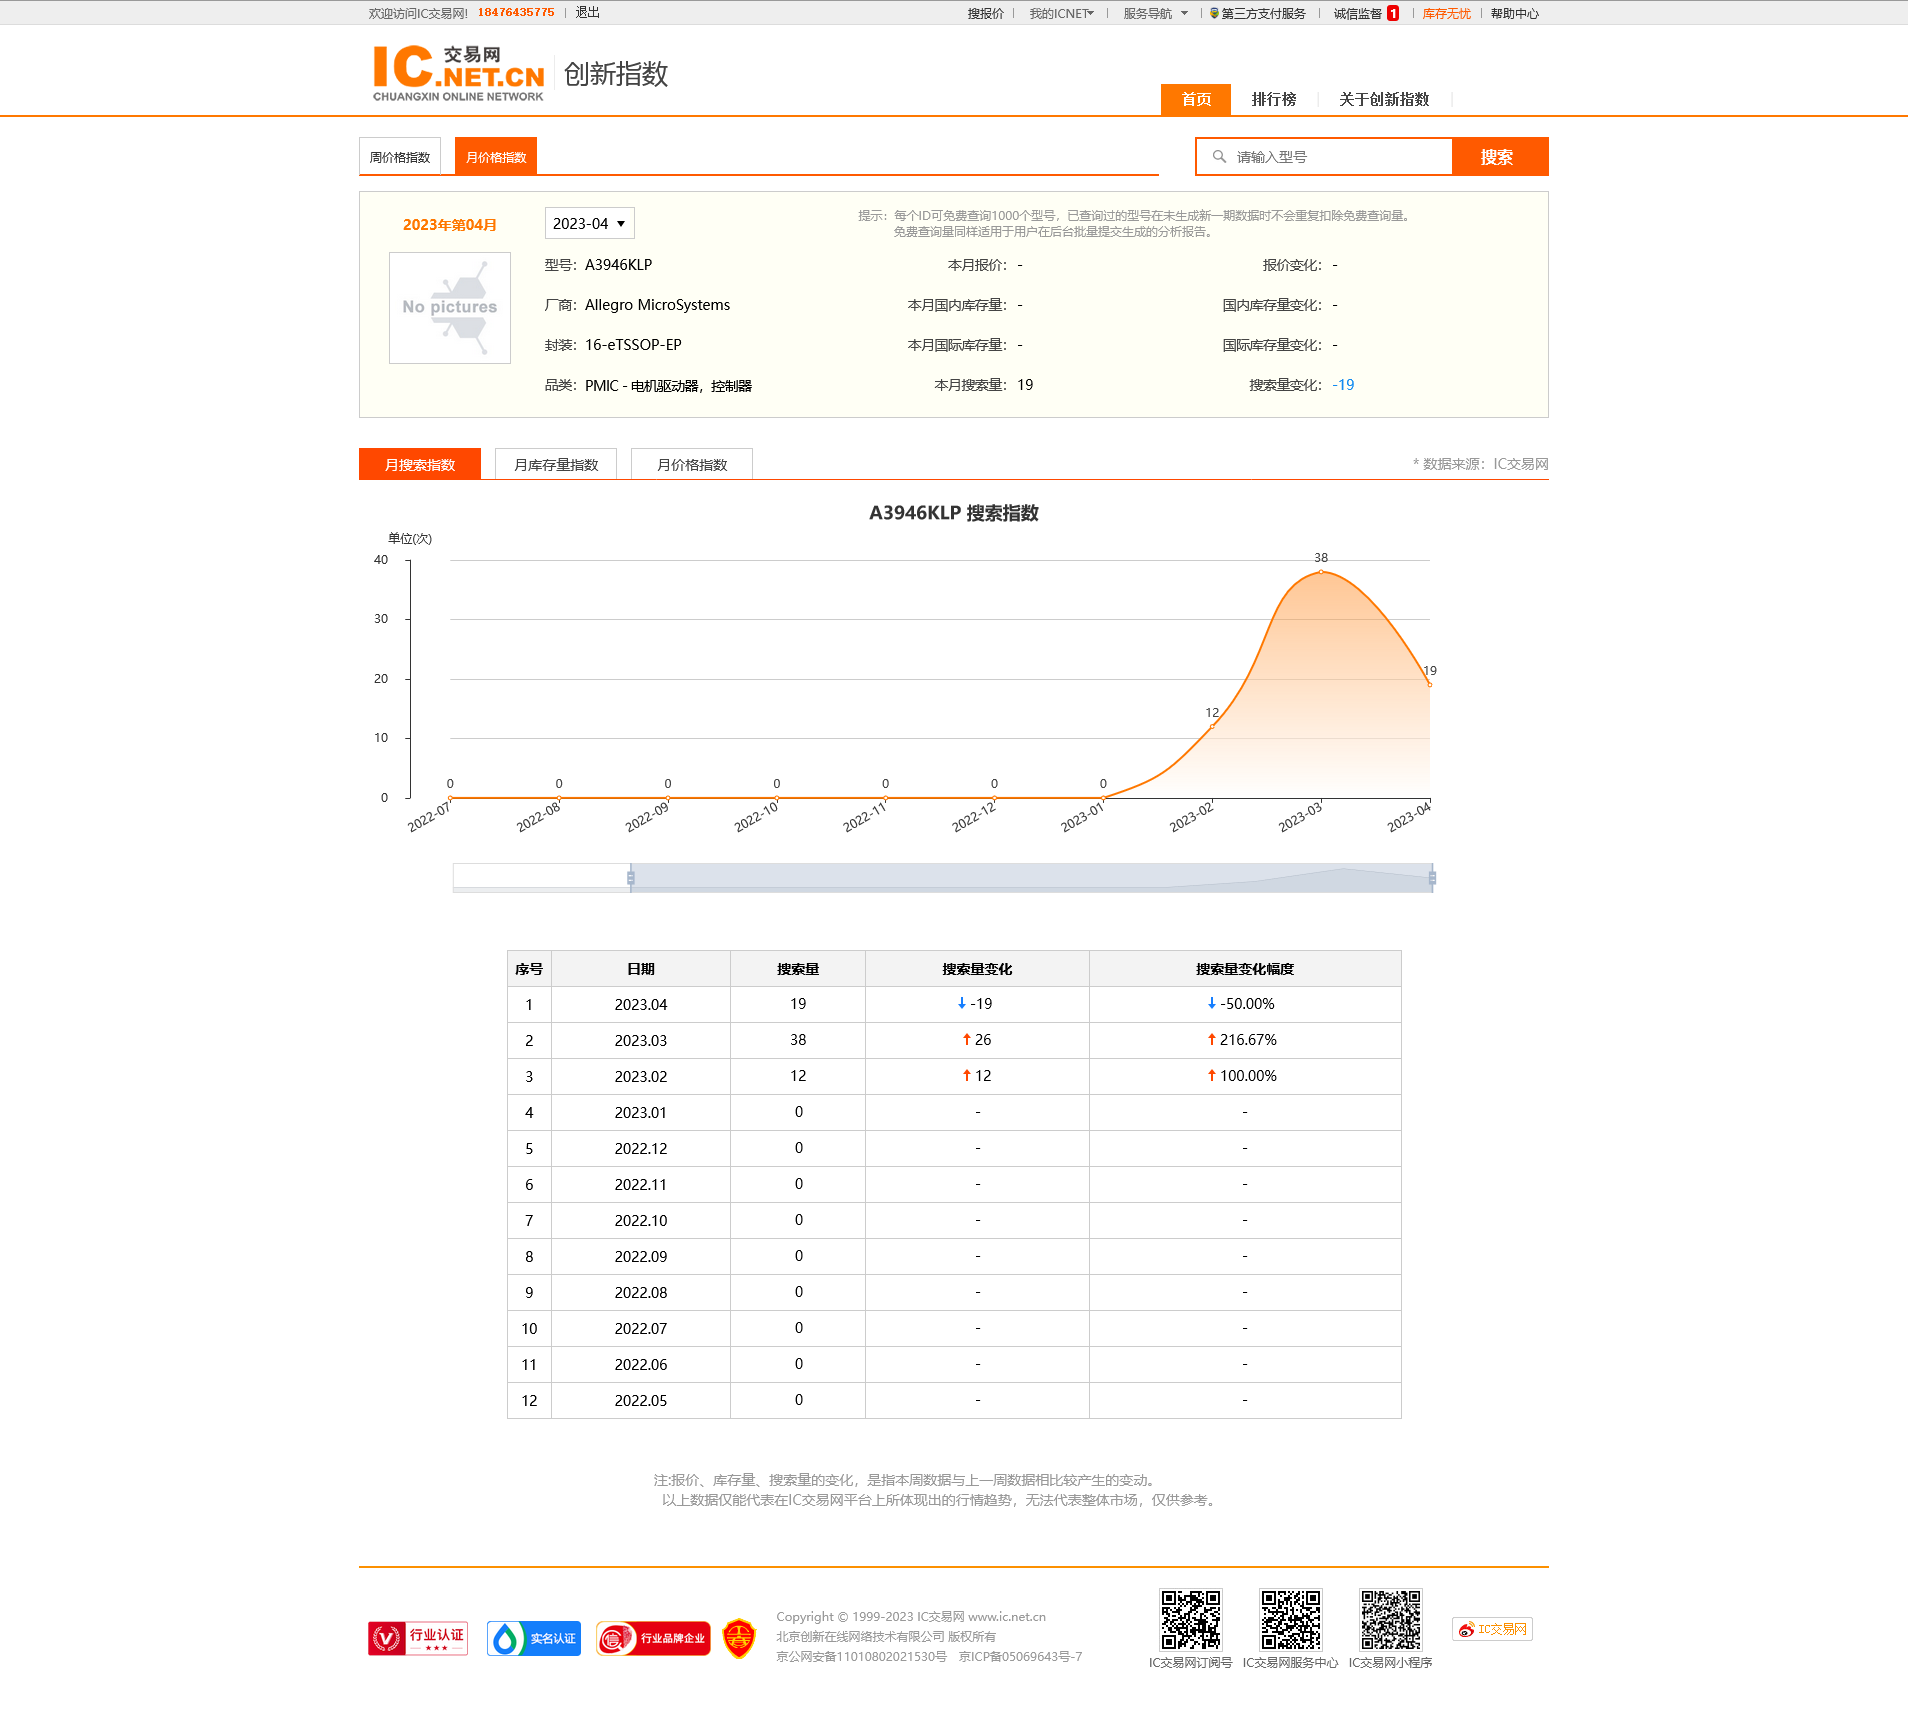 欢迎访问IC交易网! 18476435775 退出 搜报价 我的ICNET 服务导航 第三方支付服务 诚信监督 1 库存无忧 帮助中心
IC 交易网 .NET.CN 创新指数
CHUANGXIN ONLINE NETWORK
首页 排行榜 关于创新指数
周价格指数 月价格指数 请输入型号 搜索
2023年第04月 2023-04
提示：每个ID可免费查询1000个型号，已查询过的型号在未生成新一期数据时不会重复扣除免费查询量。
免费查询量同样适用于用户在后台批量提交生成的分析报告。
No pictures
型号： A3946KLP 本月报价： - 报价变化： -
厂商： Allegro MicroSystems 本月国内库存量： - 国内库存量变化： -
封装： 16-eTSSOP-EP 本月国际库存量： - 国际库存量变化： -
品类： PMIC - 电机驱动器，控制器 本月搜索量： 19 搜索量变化： -19
月搜索指数 月库存量指数 月价格指数 * 数据来源：IC交易网
A3946KLP 搜索指数
单位(次)
40
30
20
10
0
0 0 0 0 0 0 0 12 38 19
2022-07 2022-08 2022-09 2022-10 2022-11 2022-12 2023-01 2023-02 2023-03 2023-04
序号 日期 搜索量 搜索量变化 搜索量变化幅度
1 2023.04 19 ↓ -19 ↓ -50.00%
2 2023.03 38 ↑ 26 ↑ 216.67%
3 2023.02 12 ↑ 12 ↑ 100.00%
4 2023.01 0 - -
5 2022.12 0 - -
6 2022.11 0 - -
7 2022.10 0 - -
8 2022.09 0 - -
9 2022.08 0 - -
10 2022.07 0 - -
11 2022.06 0 - -
12 2022.05 0 - -
注:报价、库存量、搜索量的变化，是指本周数据与上一周数据相比较产生的变动。
以上数据仅能代表在IC交易网平台上所体现出的行情趋势，无法代表整体市场，仅供参考。
行业认证 实名认证 信 行业品牌企业
Copyright © 1999-2023 IC交易网 www.ic.net.cn
北京创新在线网络技术有限公司 版权所有
京公网安备11010802021530号 京ICP备05069643号-7
IC交易网订阅号 IC交易网服务中心 IC交易网小程序
IC交易网